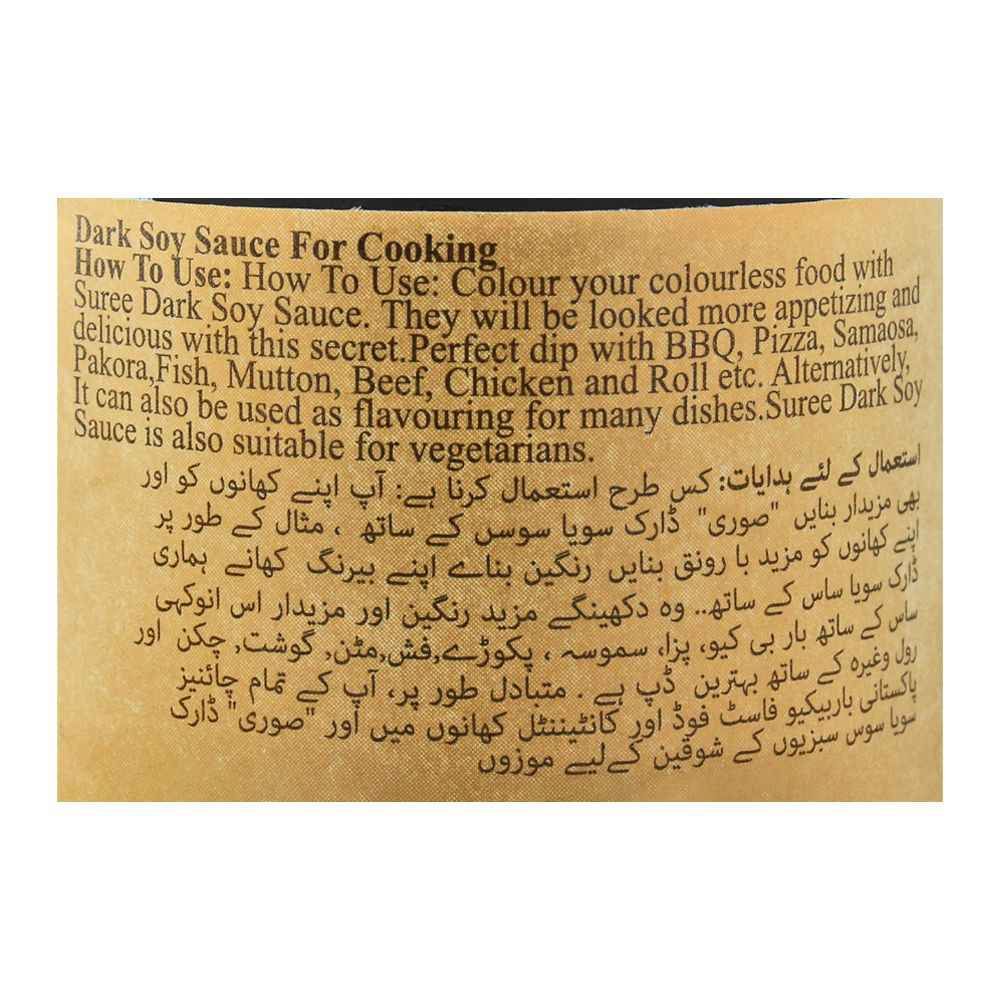 Dark Soy Sauce For Cooking
How To Use: How To Use: Colour your colourless food with
Suree Dark Soy Sauce. They will be looked more appetizing and
delicious with this secret.Perfect dip with BBQ, Pizza, Samaosa,
Pakora,Fish, Mutton, Beef, Chicken and Roll etc. Alternatively,
It can also be used as flavouring for many dishes.Suree Dark Soy
Sauce is also suitable for vegetarians.
استعمال کے لئے ہدایات: کس طرح استعمال کرنا ہے: آپ اپنے کھانوں کو اور
بھی مزیدار بنایں "صوری" ڈارک سویا سوسن کے ساتھ ، مثال کے طور پر
اپنے کھانوں کو مزید با رونق بنایں رنگین بناے اپنے بیرنگ کھانے ہماری
ڈارک سویا ساس کے ساتھ.. وہ دکھینگے مزید رنگین اور مزیدار اس انوکہی
ساس کے ساتھ بار بی کیو، پزا، سموسہ ، پکوڑے,فش,مٹن, گوشت, چکن اور
رول وغیرہ کے ساتھ بہترین ڈپ ہے . متبادل طور پر، آپ کے تمام چائنیز
پاکستانی باربیکیو فاسٹ فوڈ اور کانٹیننٹل کھانوں میں اور "صوری" ڈارک
سویا سوس سبزیوں کے شوقین کےلیے موزوں